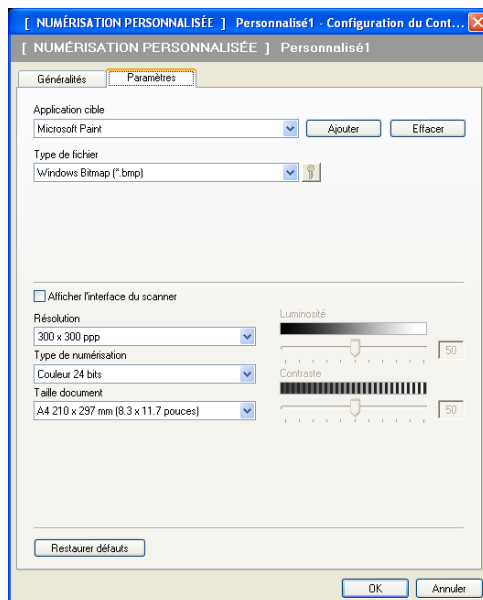 [ NUMÉRISATION PERSONNALISÉE ] Personnalisé1 - Configuration du Cont...
[ NUMÉRISATION PERSONNALISÉE ] Personnalisé1
Généralités Paramètres
Application cible
Microsoft Paint Ajouter Effacer
Type de fichier
Windows Bitmap (*.bmp)
Afficher l'interface du scanner
Résolution Luminosité
300 x 300 ppp 50
Type de numérisation
Couleur 24 bits Contraste
Taille document
A4 210 x 297 mm (8.3 x 11.7 pouces) 50
Restaurer défauts
OK Annuler